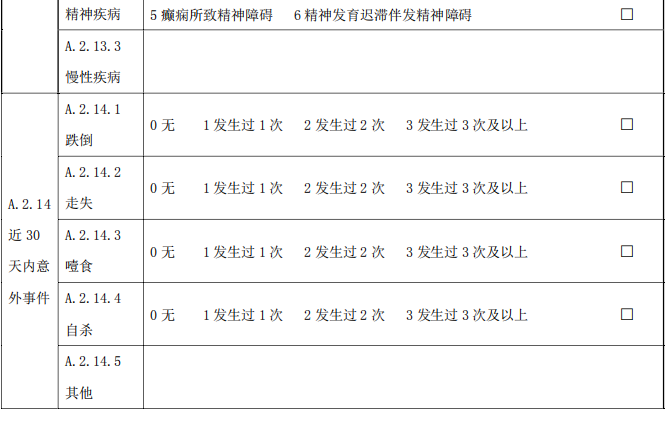 精神疾病 5 癫痫所致精神障碍 6 精神发育迟滞伴发精神障碍 □
A.2.13.3
慢性疾病
A.2.14
近 30
天内意
外事件
A.2.14.1
跌倒
0 无 1 发生过 1 次 2 发生过 2 次 3 发生过 3 次及以上 □
A.2.14.2
走失
0 无 1 发生过 1 次 2 发生过 2 次 3 发生过 3 次及以上 □
A.2.14.3
噎食
0 无 1 发生过 1 次 2 发生过 2 次 3 发生过 3 次及以上 □
A.2.14.4
自杀
0 无 1 发生过 1 次 2 发生过 2 次 3 发生过 3 次及以上 □
A.2.14.5
其他